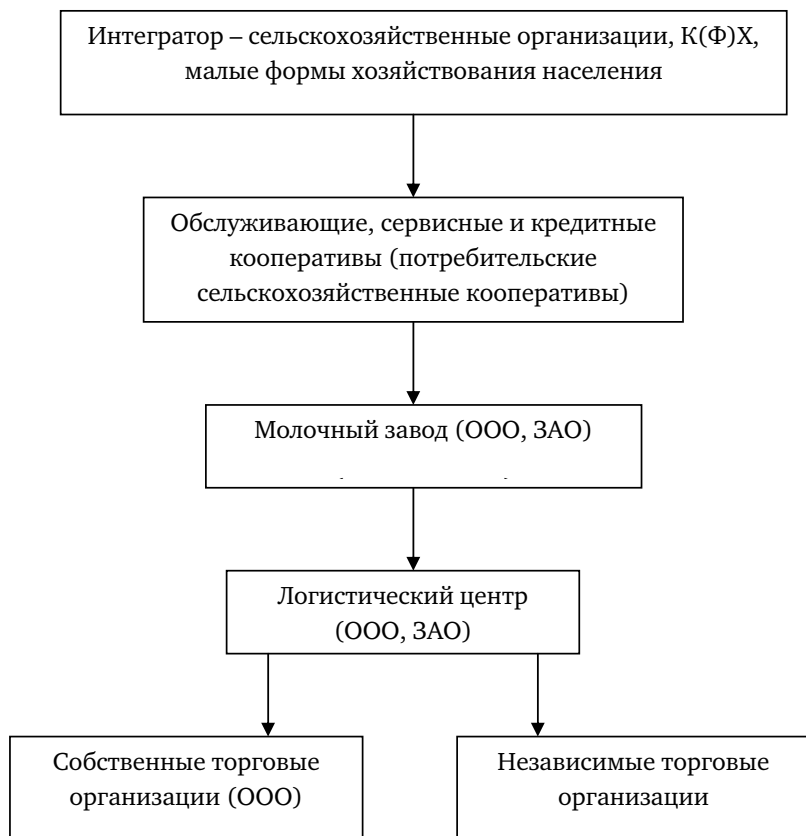 Интегратор – сельскохозяйственные организации, К(Ф)Х,
малые формы хозяйствования населения
Обслуживающие, сервисные и кредитные
кооперативы (потребительские
сельскохозяйственные кооперативы)
Молочный завод (ООО, ЗАО)
Логистический центр
(ООО, ЗАО)
Собственные торговые
организации (ООО)
Независимые торговые
организации